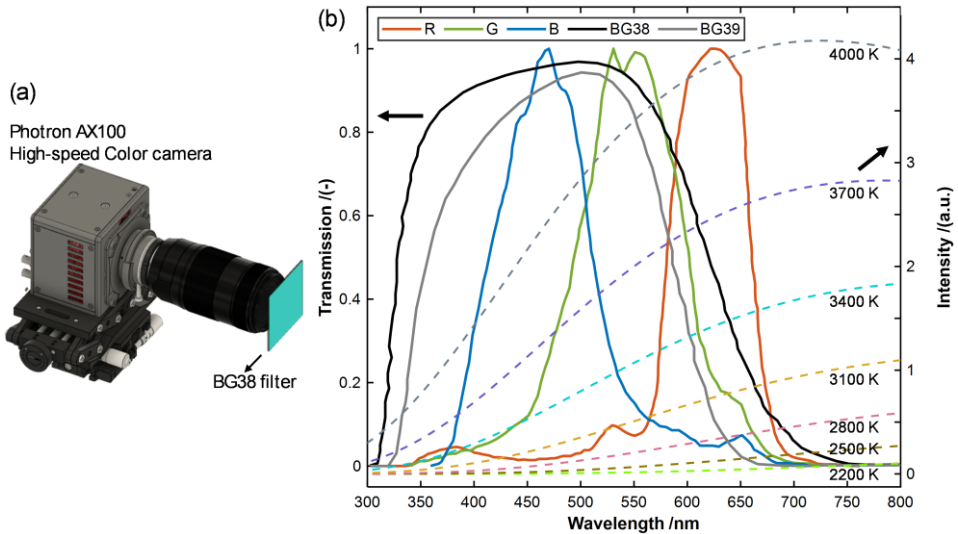 (a)
Photron AX100
High-speed Color camera
BG38 filter
(b)
R G B BG38 BG39
Transmission /(-)
1
0.8
0.6
0.4
0.2
0
300 350 400 450 500 550 600 650 700 750 800
Wavelength /nm
4000 K
3700 K
3400 K
3100 K
2800 K
2500 K
2200 K
4
3
2
1
0
Intensity /(a.u.)